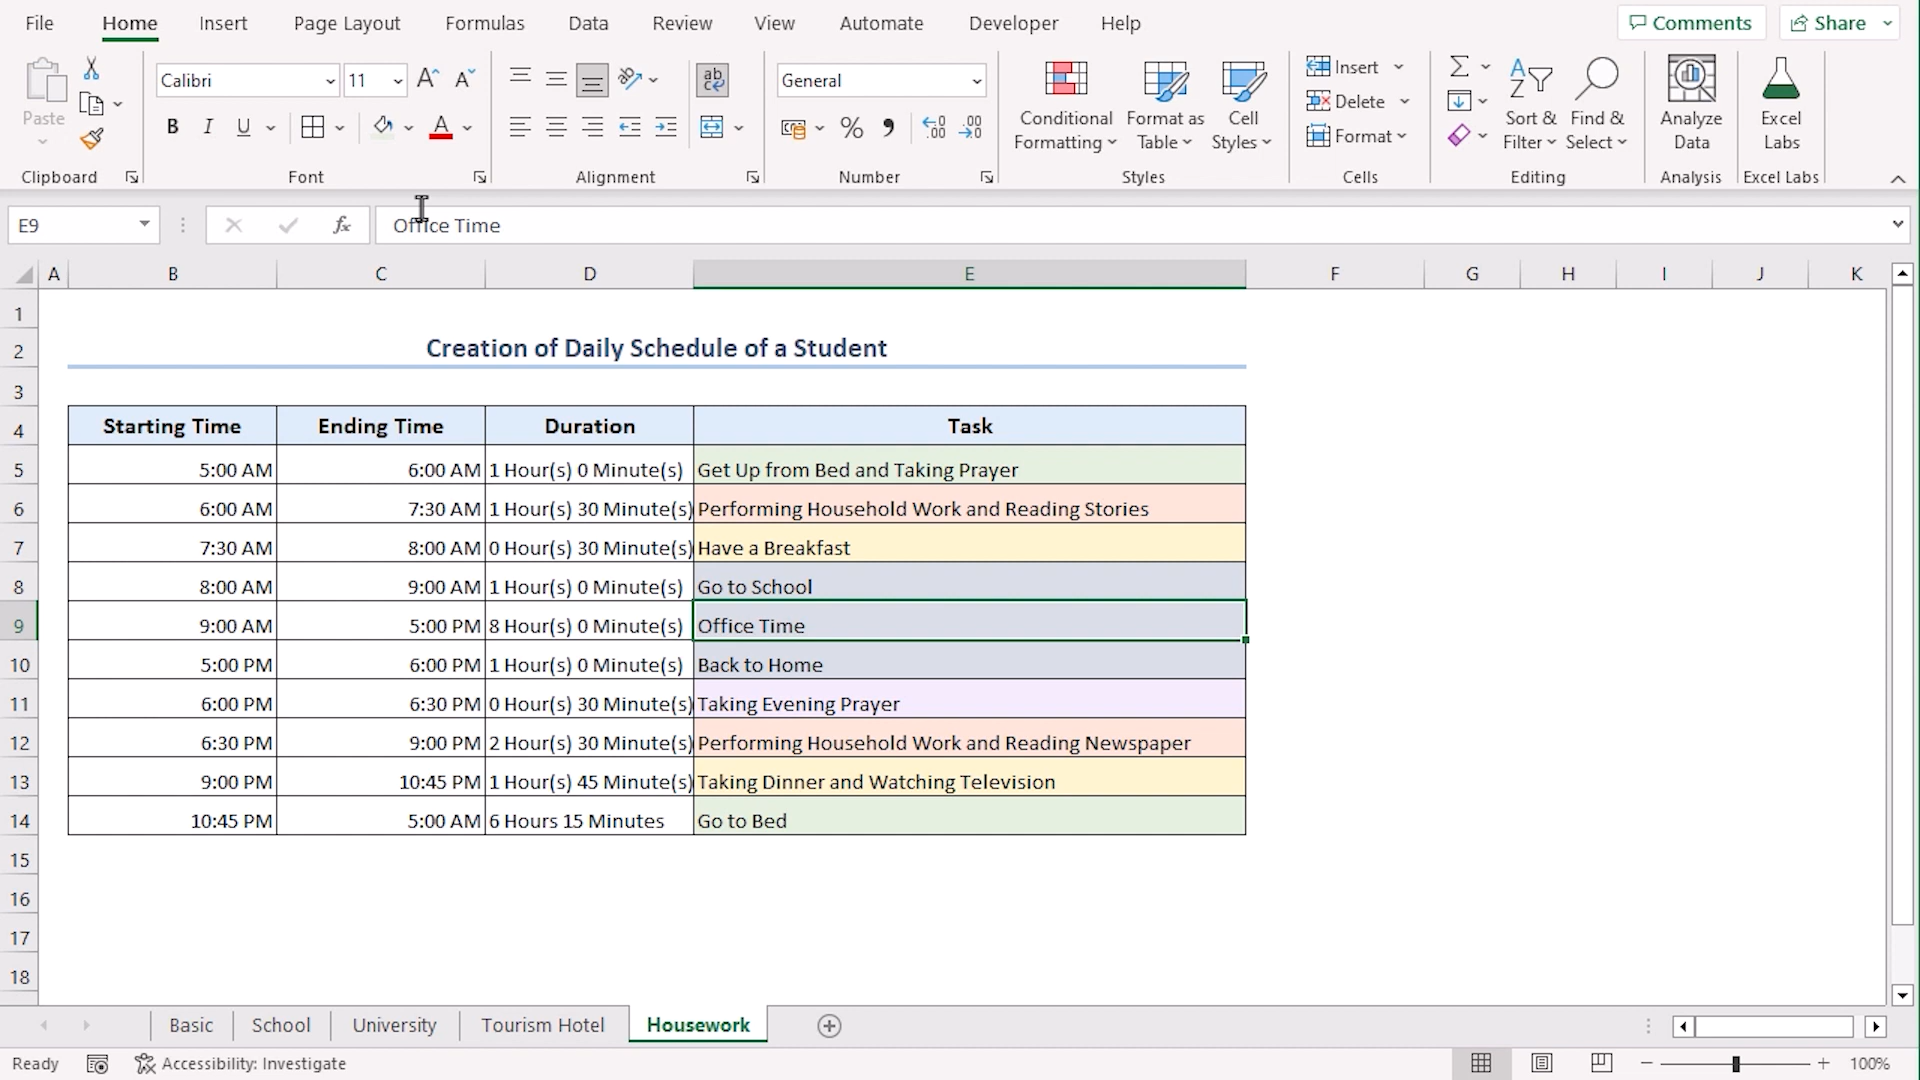 File Home Insert Page Layout Formulas Data Review View Automate Developer Help Comments Share
Paste
Clipboard
Calibri 11
B I U A
Font
ab
Alignment
General
% 9 .00 .00
Number
Conditional Formatting
Format as Table
Cell Styles
Styles
Insert
Delete
Format
Cells
Sort & Filter
Find & Select
Editing
Analyze Data
Analysis
Excel Labs
Excel Labs
E9 fx Office Time
A B C D E F G H I J K
1
2 Creation of Daily Schedule of a Student
3
4 Starting Time Ending Time Duration Task
5 5:00 AM 6:00 AM 1 Hour(s) 0 Minute(s) Get Up from Bed and Taking Prayer
6 6:00 AM 7:30 AM 1 Hour(s) 30 Minute(s) Performing Household Work and Reading Stories
7 7:30 AM 8:00 AM 0 Hour(s) 30 Minute(s) Have a Breakfast
8 8:00 AM 9:00 AM 1 Hour(s) 0 Minute(s) Go to School
9 9:00 AM 5:00 PM 8 Hour(s) 0 Minute(s) Office Time
10 5:00 PM 6:00 PM 1 Hour(s) 0 Minute(s) Back to Home
11 6:00 PM 6:30 PM 0 Hour(s) 30 Minute(s) Taking Evening Prayer
12 6:30 PM 9:00 PM 2 Hour(s) 30 Minute(s) Performing Household Work and Reading Newspaper
13 9:00 PM 10:45 PM 1 Hour(s) 45 Minute(s) Taking Dinner and Watching Television
14 10:45 PM 5:00 AM 6 Hours 15 Minutes Go to Bed
15
16
17
18
Basic School University Tourism Hotel Housework
Ready Accessibility: Investigate 100%